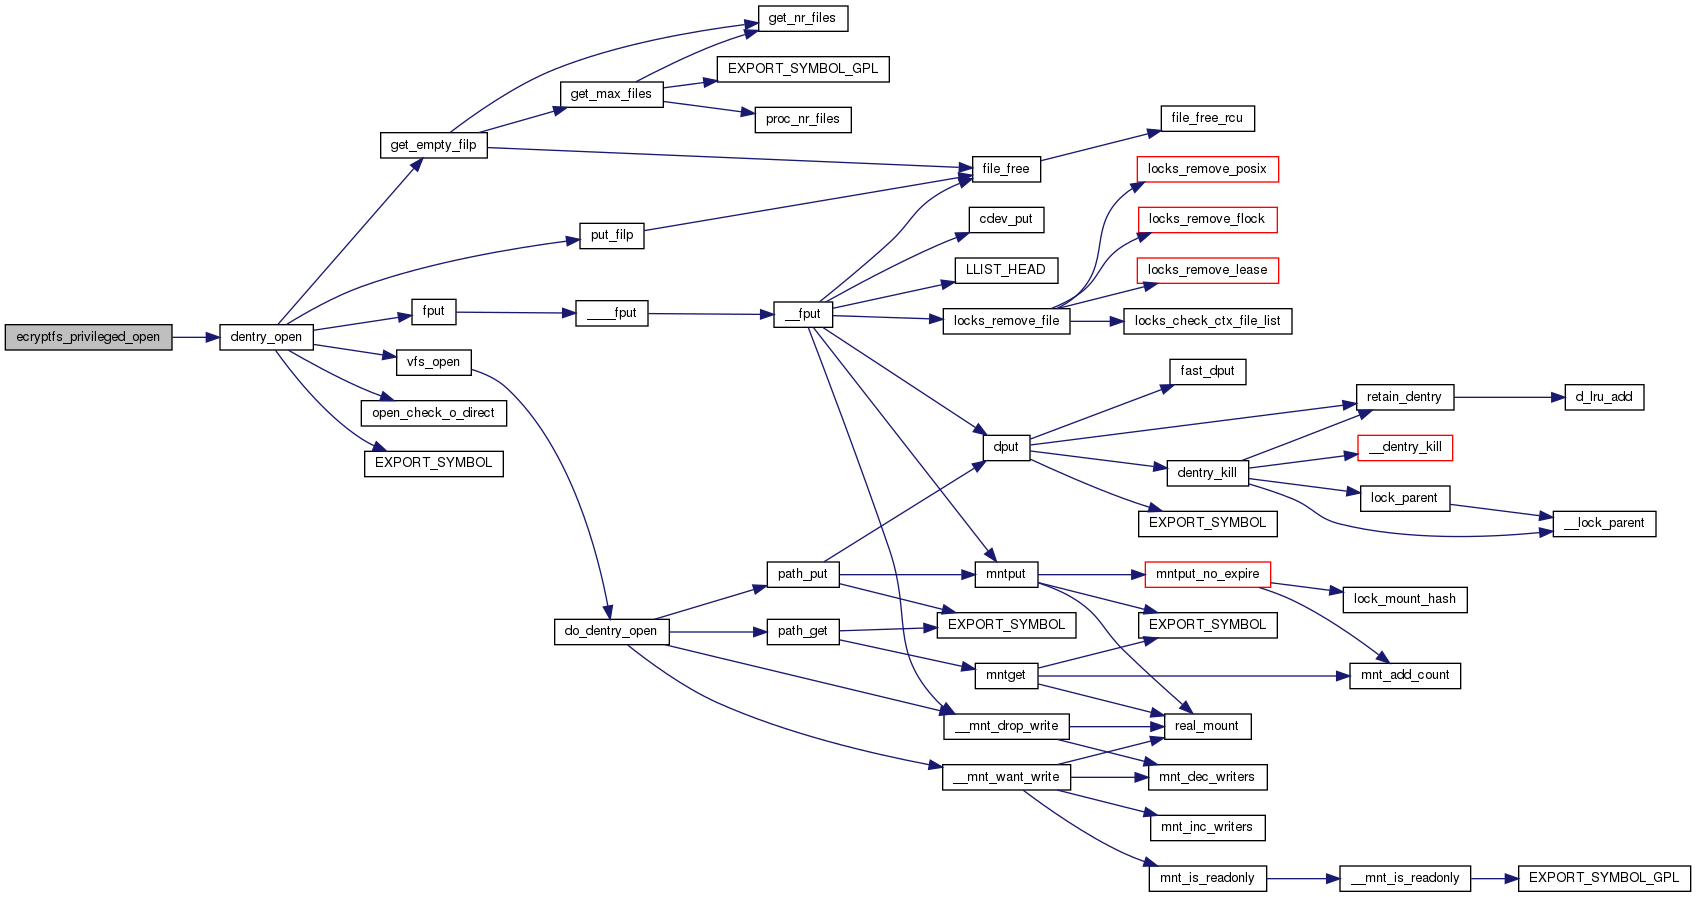 get_nr_files
EXPORT_SYMBOL_GPL
get_max_files
proc_nr_files
file_free_rcu
get_empty_filp
file_free
locks_remove_posix
cdev_put
locks_remove_flock
put_filp
LLIST_HEAD
locks_remove_lease
fput
____fput
__fput
locks_remove_file
locks_check_ctx_file_list
ecryptfs_privileged_open
dentry_open
vfs_open
fast_dput
retain_dentry
d_lru_add
open_check_o_direct
dput
__dentry_kill
EXPORT_SYMBOL
dentry_kill
lock_parent
EXPORT_SYMBOL
__lock_parent
path_put
mntput
mntput_no_expire
lock_mount_hash
do_dentry_open
path_get
EXPORT_SYMBOL
EXPORT_SYMBOL
mntget
mnt_add_count
__mnt_drop_write
real_mount
__mnt_want_write
mnt_dec_writers
mnt_inc_writers
mnt_is_readonly
__mnt_is_readonly
EXPORT_SYMBOL_GPL